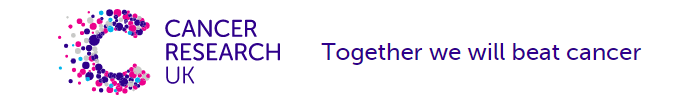 CANCER
RESEARCH
UK
Together we will beat cancer